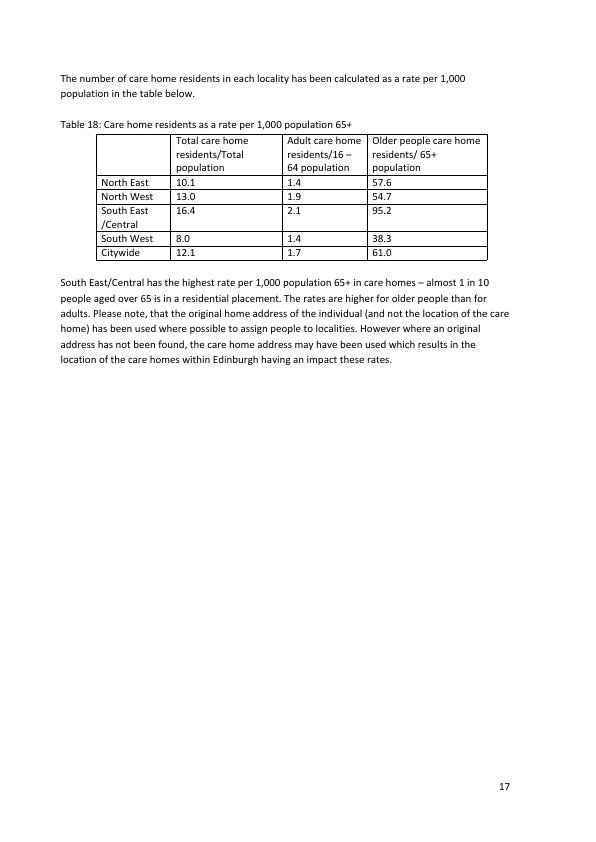 The number of care home residents in each locality has been calculated as a rate per 1,000
population in the table below.
Table 18: Care home residents as a rate per 1,000 population 65+
Total care home residents/Total population Adult care home residents/16 – 64 population Older people care home residents/ 65+ population
North East 10.1 1.4 57.6
North West 13.0 1.9 54.7
South East /Central 16.4 2.1 95.2
South West 8.0 1.4 38.3
Citywide 12.1 1.7 61.0
South East/Central has the highest rate per 1,000 population 65+ in care homes – almost 1 in 10
people aged over 65 is in a residential placement. The rates are higher for older people than for
adults. Please note, that the original home address of the individual (and not the location of the care
home) has been used where possible to assign people to localities. However where an original
address has not been found, the care home address may have been used which results in the
location of the care homes within Edinburgh having an impact these rates.
17